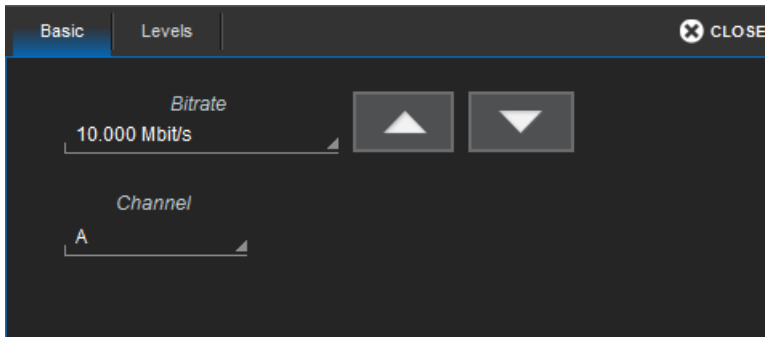 Basic Levels CLOSE
Bitrate
10.000 Mbit/s
Channel
A